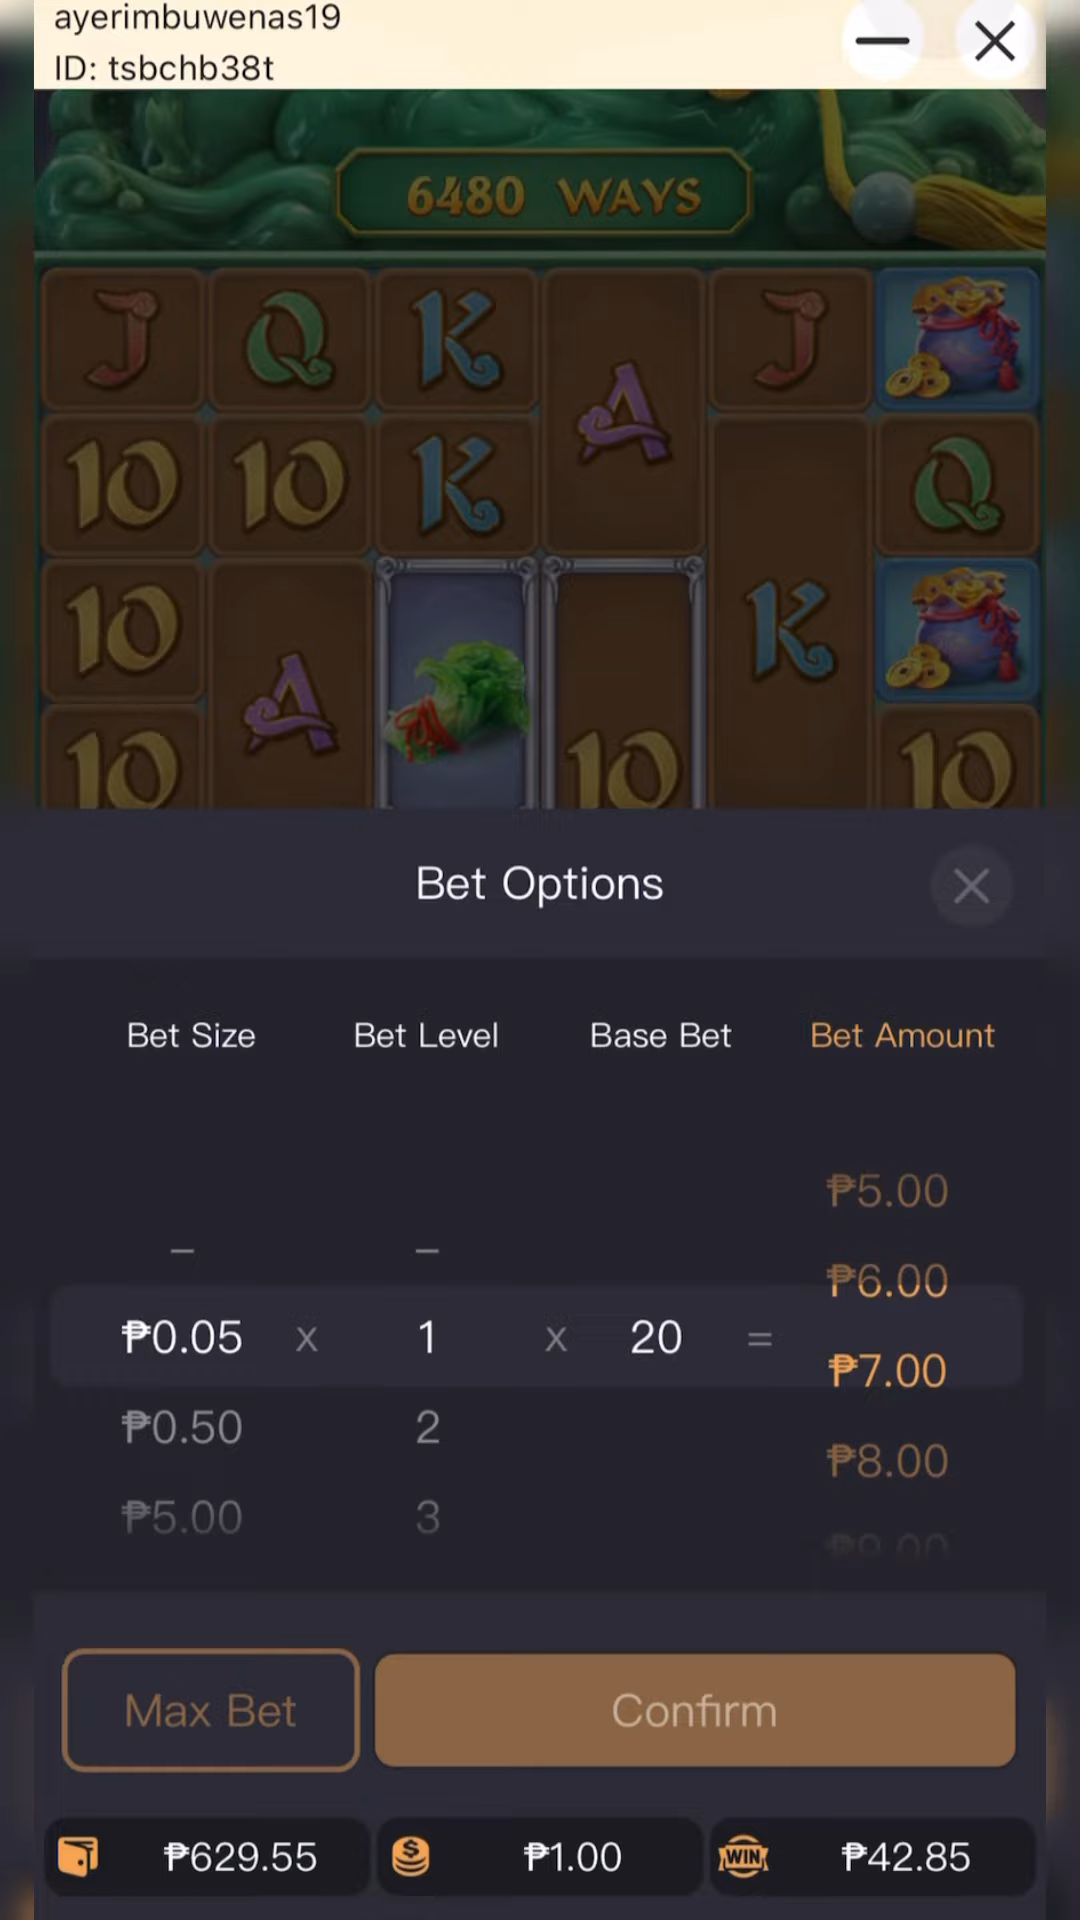 ayerimbuwenas19
ID: tsbchb38t
6480 WAYS
J Q K A J
10 10 K Q
10 A K
10 10 10
Bet Options
Bet Size Bet Level Base Bet Bet Amount
₱5.00
– –
₱6.00
₱0.05 x 1 x 20 =
₱7.00
₱0.50 2
₱8.00
₱5.00 3
₱9.00
Max Bet Confirm
₱629.55 ₱1.00 WIN ₱42.85